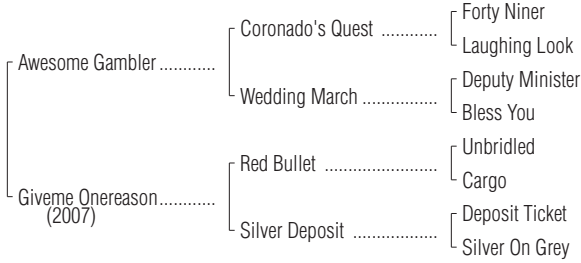 Forty Niner
Coronado's Quest ............
Laughing Look
Awesome Gambler ............
Deputy Minister
Wedding March ................
Bless You
Unbridled
Red Bullet ........................
Cargo
Giveme Onereason ............
(2007)
Deposit Ticket
Silver Deposit ..................
Silver On Grey